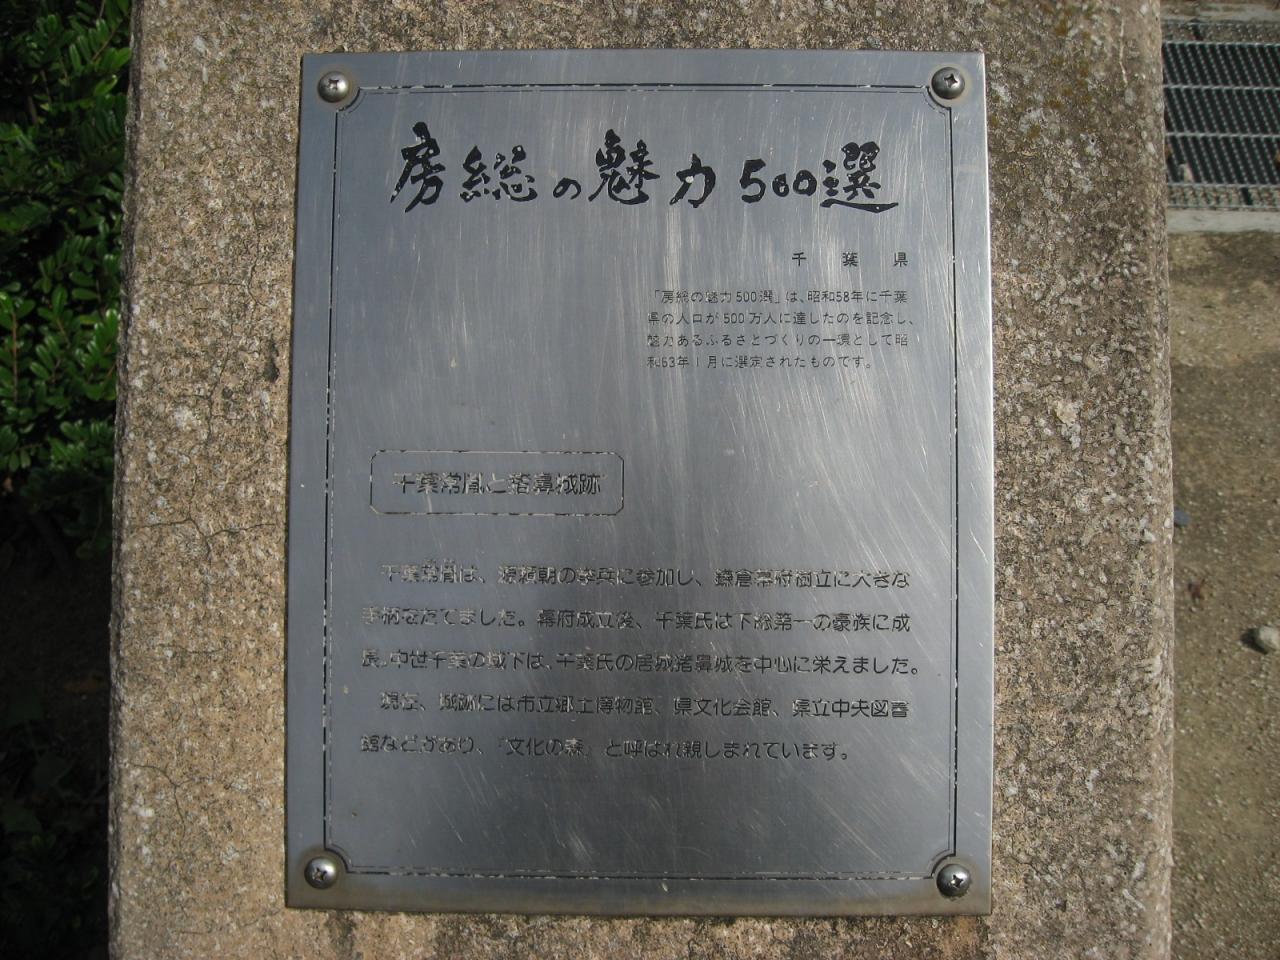 房総の魅力500選
千葉県
「房総の魅力500選」は、昭和58年に千葉
県の人口が500万人に達したのを記念し、
魅力あるふるさとづくりの一環として昭
和63年1月に選定されたものです。
千葉常胤と猪鼻城跡
千葉常胤は、源頼朝の挙兵に参加し、鎌倉幕府樹立に大きな
手柄をたてました。幕府成立後、千葉氏は下総第一の豪族に成
長。中世千葉の城下は、千葉氏の居城猪鼻城を中心に栄えました。
現在、城跡には市立郷土博物館、県文化会館、県立中央図書
館などがあり、「文化の森」と呼ばれ親しまれています。